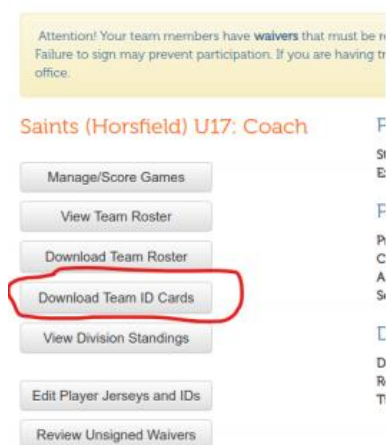 Attention! Your team members have waivers that must be
Failure to sign may prevent participation. If you are having
office.
Saints (Horsfield) U17: Coach
Manage/Score Games
View Team Roster
Download Team Roster
Download Team ID Cards
View Division Standings
Edit Player Jerseys and IDs
Review Unsigned Waivers